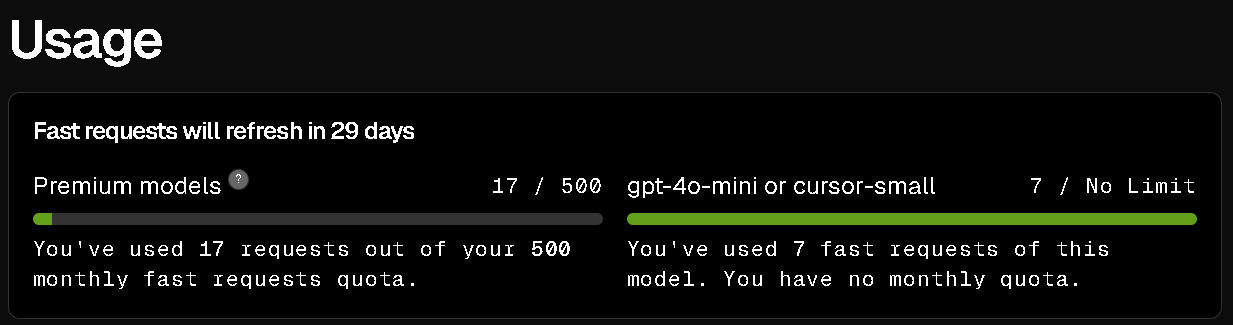 Usage
Fast requests will refresh in 29 days
Premium models ? 17 / 500
You've used 17 requests out of your 500
monthly fast requests quota.
gpt-4o-mini or cursor-small 7 / No Limit
You've used 7 fast requests of this
model. You have no monthly quota.